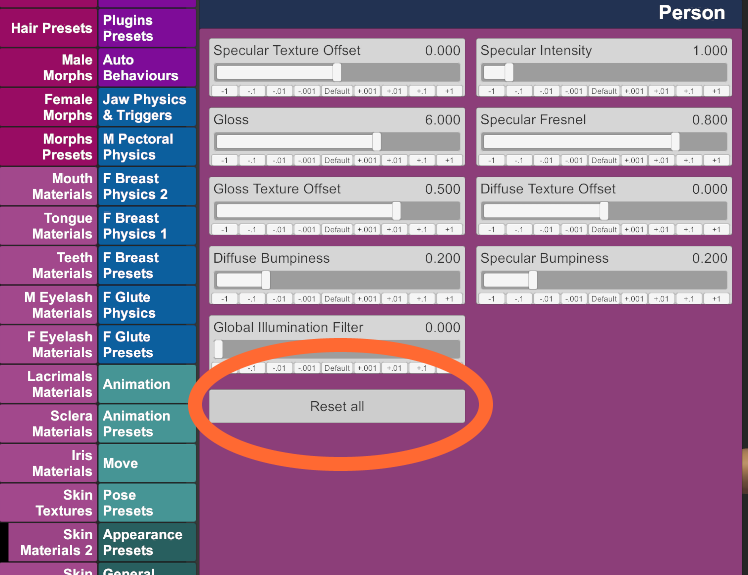 Person
Hair Presets
Plugins
Presets
Male
Morphs
Auto
Behaviours
Female
Morphs
Jaw Physics
& Triggers
Morphs
Presets
M Pectoral
Physics
Mouth
Materials
F Breast
Physics 2
Tongue
Materials
F Breast
Physics 1
Teeth
Materials
F Breast
Presets
M Eyelash
Materials
F Glute
Physics
F Eyelash
Materials
F Glute
Presets
Lacrimals
Materials
Animation
Sclera
Materials
Animation
Presets
Iris
Materials
Move
Skin
Textures
Pose
Presets
Skin
Materials 2
Appearance
Presets
Skin
General
Specular Texture Offset 0.000
-1 -.1 -.01 -.001 Default +.001 +.01 +.1 +1
Specular Intensity 1.000
-1 -.1 -.01 -.001 Default +.001 +.01 +.1 +1
Gloss 6.000
-1 -.1 -.01 -.001 Default +.001 +.01 +.1 +1
Specular Fresnel 0.800
-1 -.1 -.01 -.001 Default +.001 +.01 +.1 +1
Gloss Texture Offset 0.500
-1 -.1 -.01 -.001 Default +.001 +.01 +.1 +1
Diffuse Texture Offset 0.000
-1 -.1 -.01 -.001 Default +.001 +.01 +.1 +1
Diffuse Bumpiness 0.200
-1 -.1 -.01 -.001 Default +.001 +.01 +.1 +1
Specular Bumpiness 0.200
-1 -.1 -.01 -.001 Default +.001 +.01 +.1 +1
Global Illumination Filter 0.000
-.1 -.01 -.001 Default +.001 +.01 +.1
Reset all